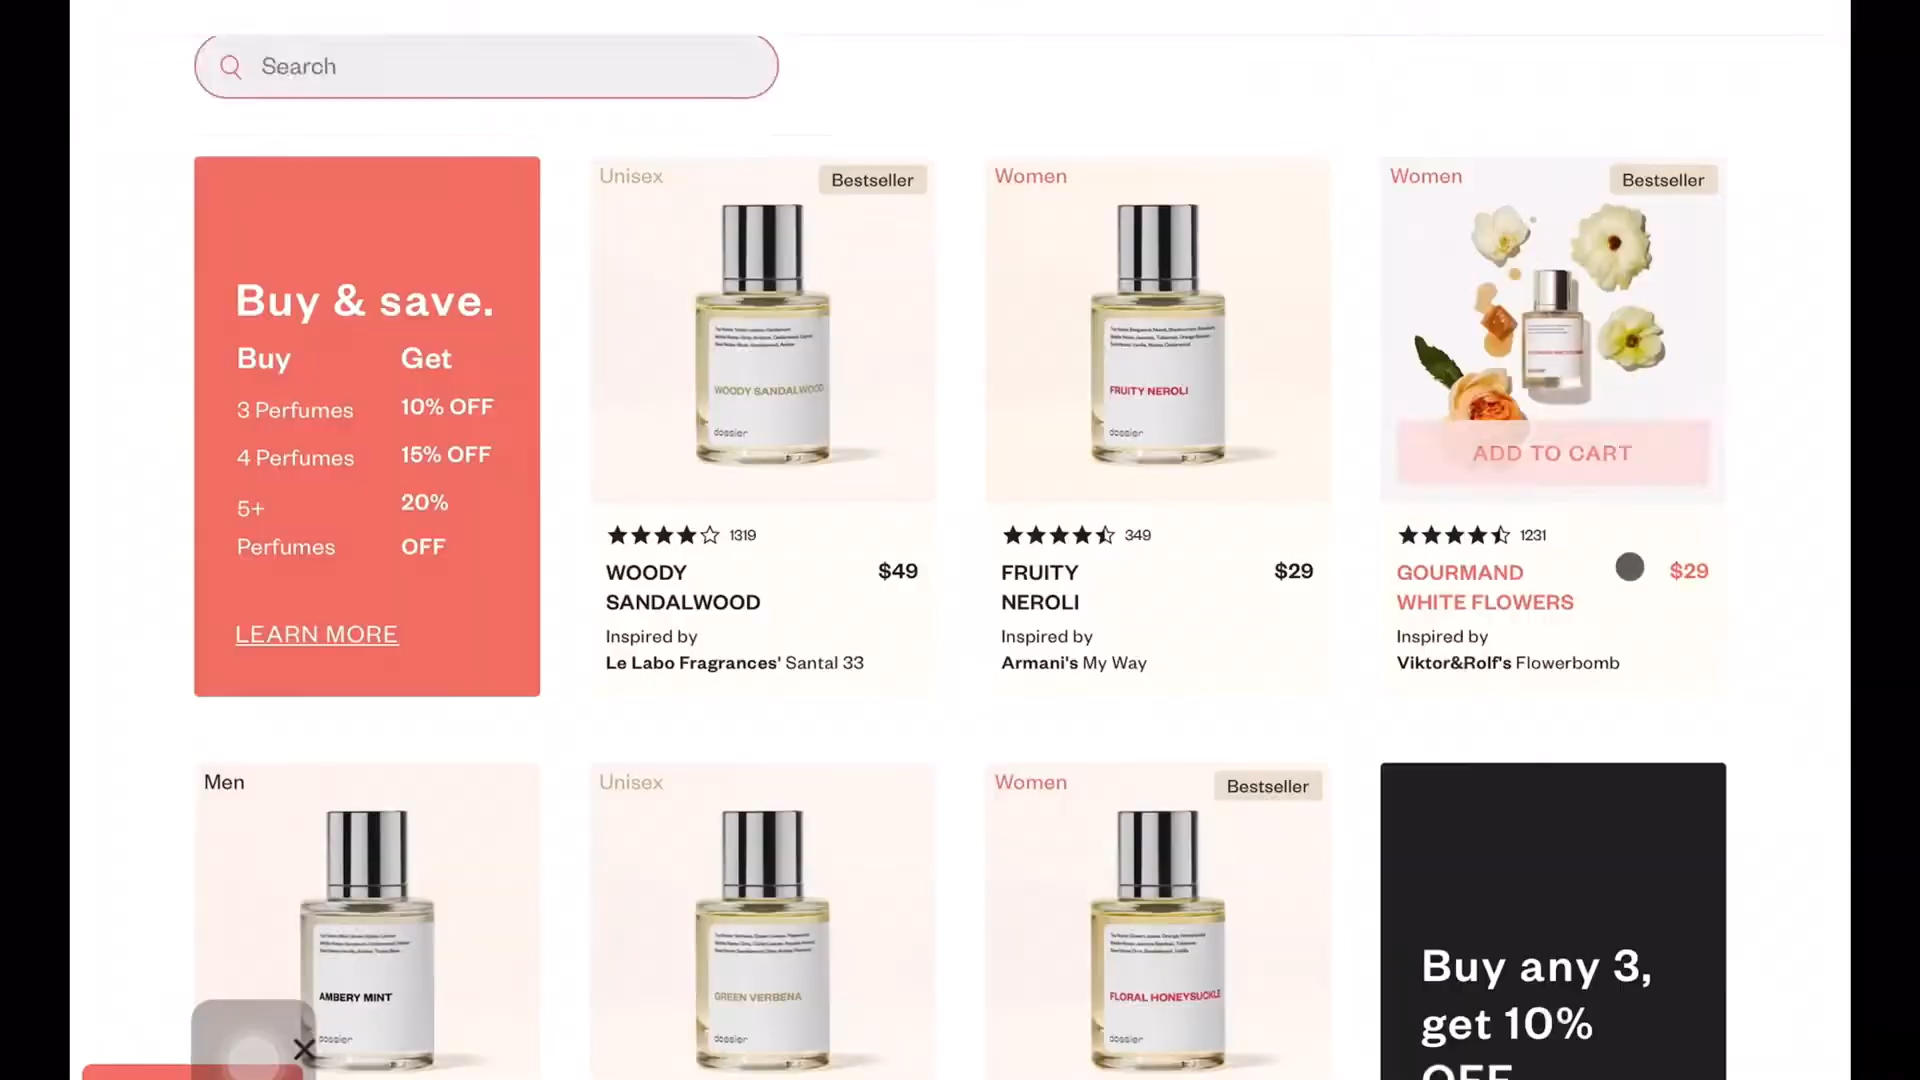 Search
Buy & save.
Buy Get
3 Perfumes 10% OFF
4 Perfumes 15% OFF
5+ 20%
Perfumes OFF
LEARN MORE
Unisex
Bestseller
WOODY SANDALWOOD
dossier
1319
WOODY $49
SANDALWOOD
Inspired by
Le Labo Fragrances' Santal 33
Women
FRUITY NEROLI
dossier
349
FRUITY $29
NEROLI
Inspired by
Armani's My Way
Women
Bestseller
ADD TO CART
1231
GOURMAND $29
WHITE FLOWERS
Inspired by
Viktor&Rolf's Flowerbomb
Men
AMBERY MINT
dossier
Unisex
GREEN VERBENA
dossier
Women
Bestseller
FLORAL HONEYSUCKLE
dossier
Buy any 3,
get 10%
OFF